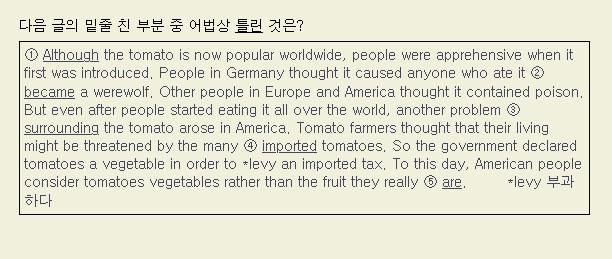 다음 글의 밑줄 친 부분 중 어법상 틀린 것은?
① Although the tomato is now popular worldwide, people were apprehensive when it
first was introduced. People in Germany thought it caused anyone who ate it ②
became a werewolf. Other people in Europe and America thought it contained poison.
But even after people started eating it all over the world, another problem ③
surrounding the tomato arose in America. Tomato farmers thought that their living
might be threatened by the many ④ imported tomatoes. So the government declared
tomatoes a vegetable in order to *levy an imported tax. To this day, American people
consider tomatoes vegetables rather than the fruit they really ⑤ are. *levy 부과
하다